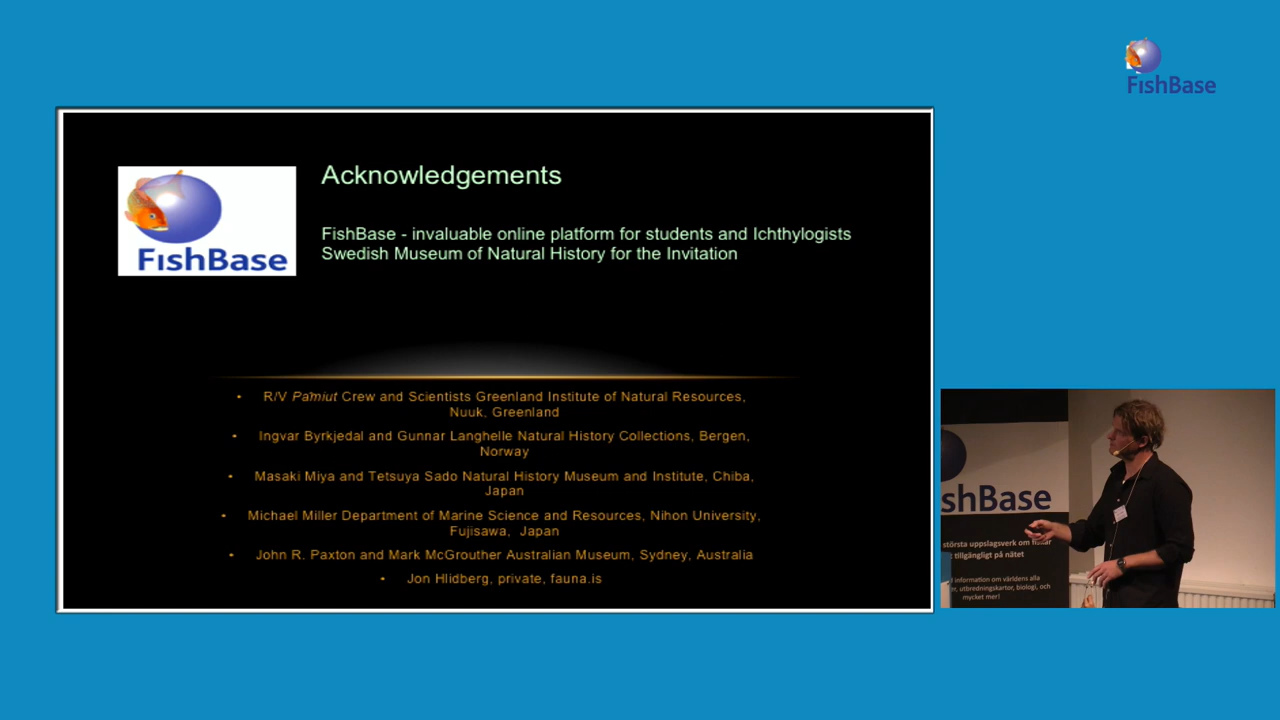 FishBase
Acknowledgements
FishBase
FishBase - invaluable online platform for students and Ichthylogists
Swedish Museum of Natural History for the Invitation
• R/V Pamiut Crew and Scientists Greenland Institute of Natural Resources,
Nuuk, Greenland
• Ingvar Byrkjedal and Gunnar Langhelle Natural History Collections, Bergen,
Norway
• Masaki Miya and Tetsuya Sado Natural History Museum and Institute, Chiba,
Japan
• Michael Miller Department of Marine Science and Resources, Nihon University,
Fujisawa, Japan
• John R. Paxton and Mark McGrouther Australian Museum, Sydney, Australia
• Jon Hlidberg, private, fauna.is
shBase
största uppslagsverk om fiskar
tillgängligt på nätet
information om världens alla
er, utbredningskartor, biologi, och
mycket mer!